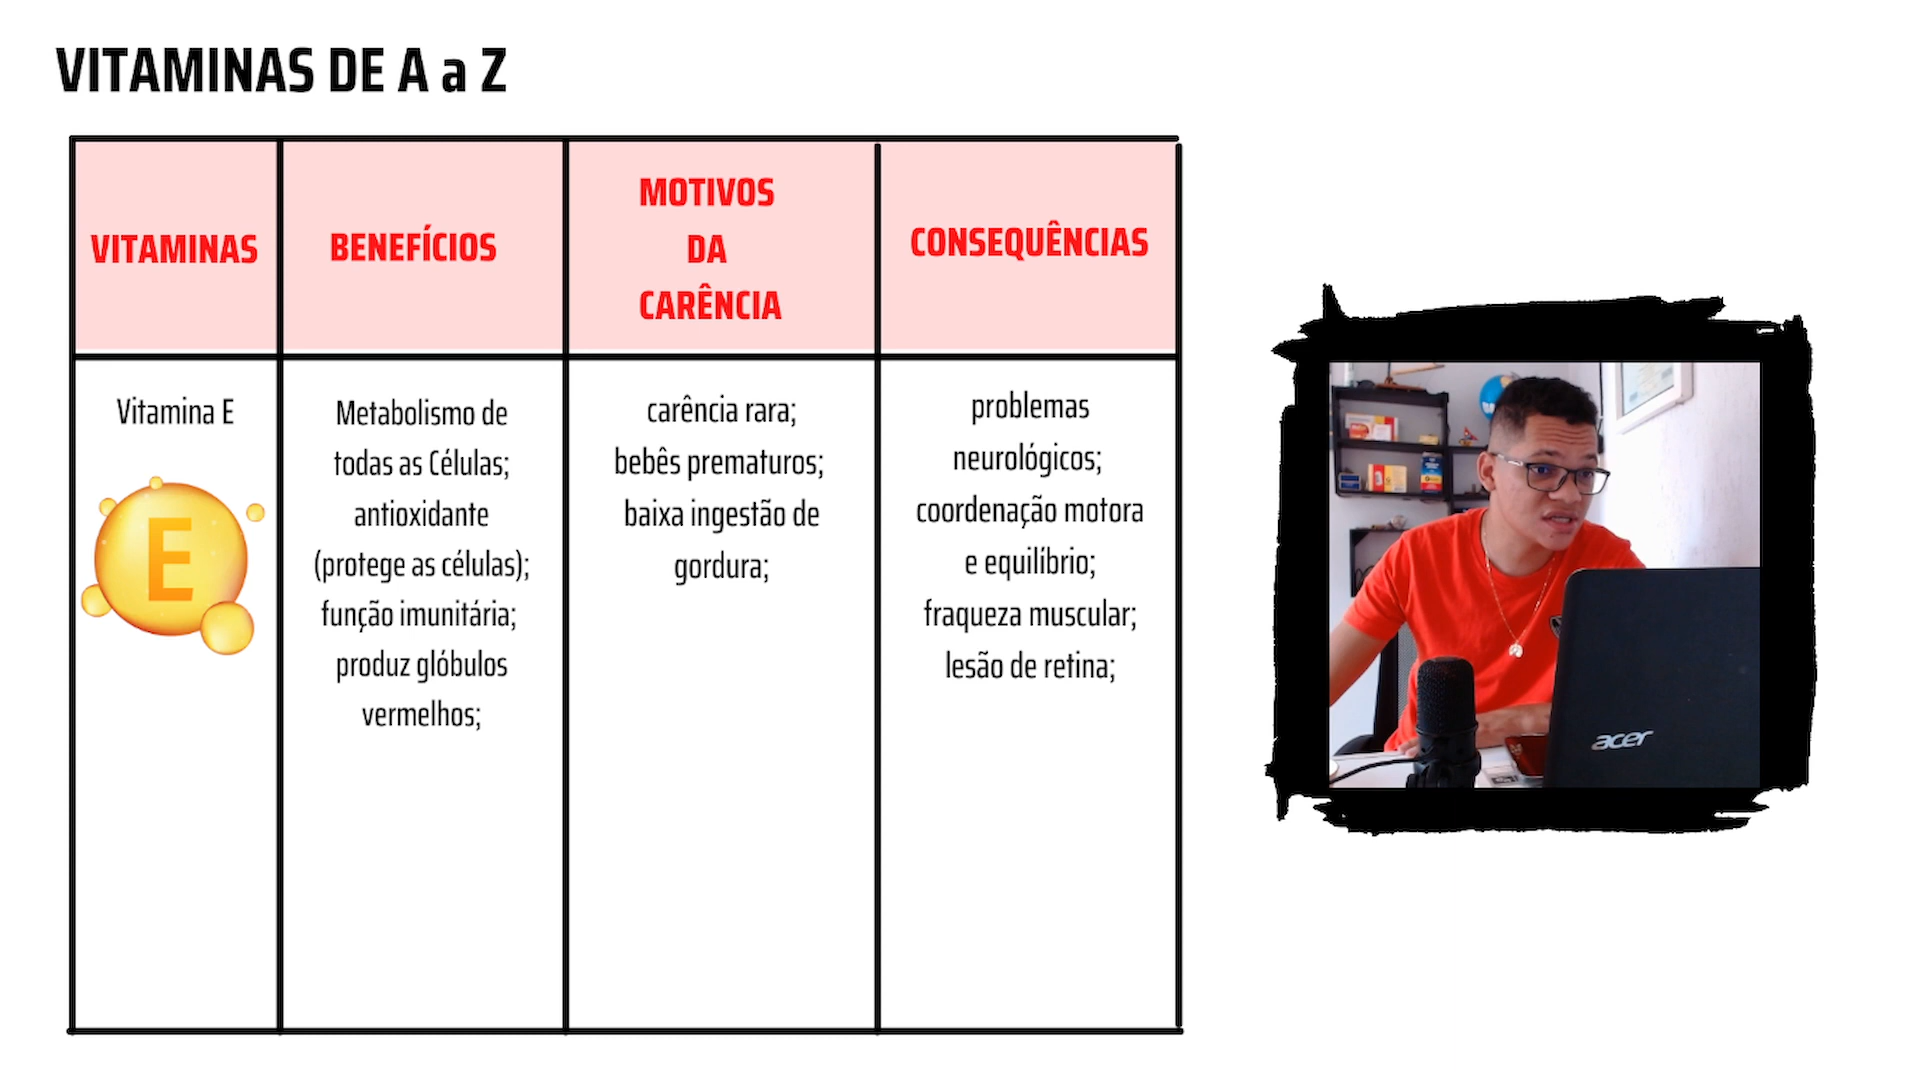 VITAMINAS DE A a Z
VITAMINAS
BENEFÍCIOS
MOTIVOS
DA
CARÊNCIA
CONSEQUÊNCIAS
Vitamina E
E
Metabolismo de
todas as Células;
antioxidante
(protege as células);
função imunitária;
produz glóbulos
vermelhos;
carência rara;
bebês prematuros;
baixa ingestão de
gordura;
problemas
neurológicos;
coordenação motora
e equilíbrio;
fraqueza muscular;
lesão de retina;
acer